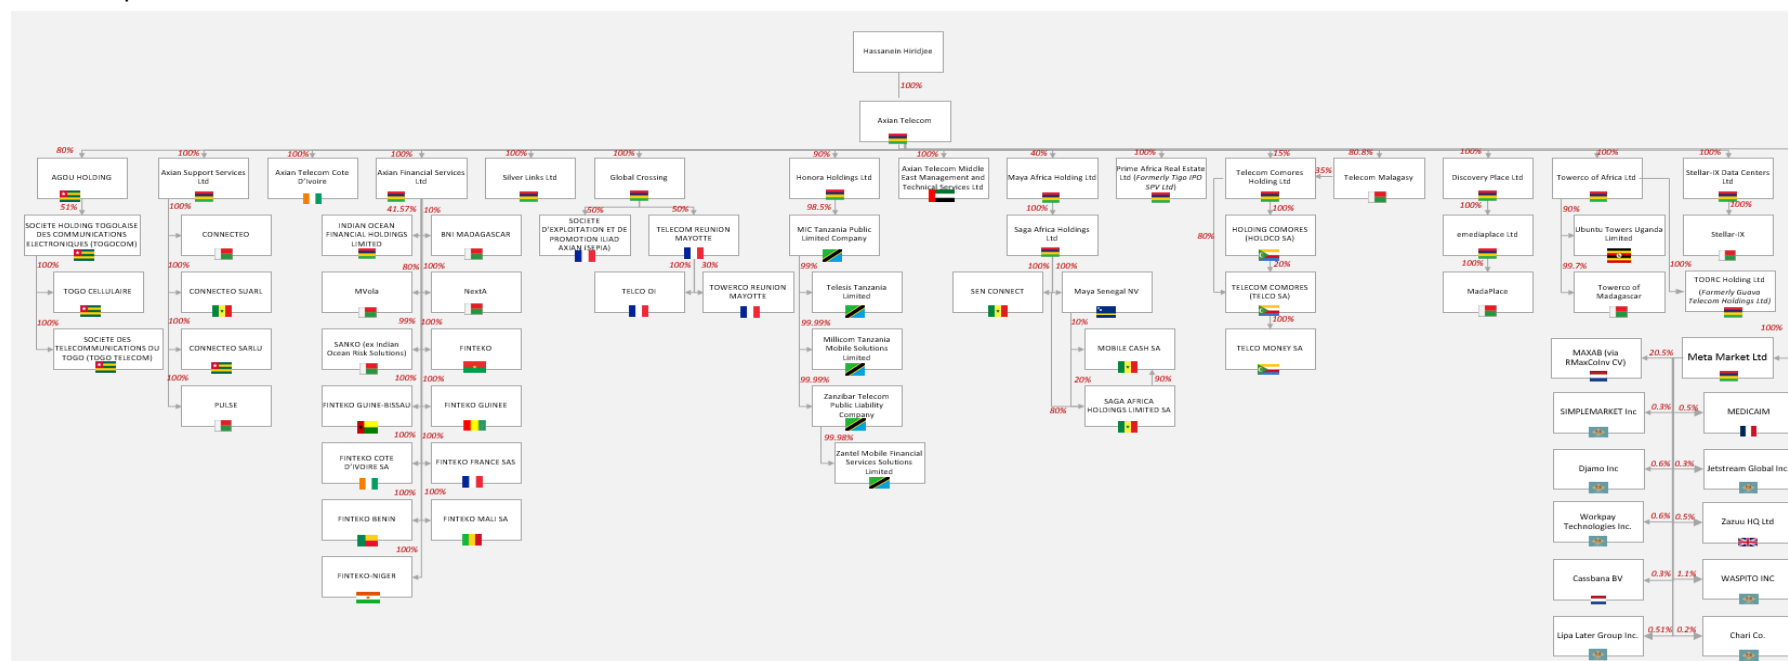 Hassanein Hiridjee
100%
Axian Telecom
80%
100%
100%
100%
100%
100%
90%
100%
40%
100%
15%
80.8%
100%
100%
100%
AGOU HOLDING
Axian Support Services
Ltd
Axian Telecom Cote
D'Ivoire
Axian Financial Services
Ltd
Silver Links Ltd
Global Crossing
Honora Holdings Ltd
Axian Telecom Middle
East Management and
Technical Services Ltd
Maya Africa Holding Ltd
Prime Africa Real Estate
Ltd (Formerly Tigo IPO
SPV Ltd)
Telecom Comores
Holding Ltd
35%
Telecom Malagasy
Discovery Place Ltd
Towerco of Africa Ltd
Stellar-IX Data Centers
Ltd
51%
SOCIETE HOLDING TOGOLAISE
DES COMMUNICATIONS
ELECTRONIQUES (TOGOCOM)
100%
TOGO CELLULAIRE
100%
SOCIETE DES
TELECOMMUNICATIONS DU
TOGO (TOGO TELECOM)
100%
CONNECTEO
100%
CONNECTEO SUARL
100%
CONNECTEO SARLU
100%
PULSE
41.57%
10%
INDIAN OCEAN
FINANCIAL HOLDINGS
LIMITED
BNI MADAGASCAR
80%
100%
MVola
NextA
99%
100%
SANKO (ex Indian
Ocean Risk Solutions)
FINTEKO
100%
100%
FINTEKO GUINE-BISSAU
FINTEKO GUINEE
100%
100%
FINTEKO COTE
D'IVOIRE SA
FINTEKO FRANCE SAS
100%
100%
FINTEKO BENIN
FINTEKO MALI SA
100%
FINTEKO-NIGER
50%
50%
SOCIETE
D'EXPLOITATION ET DE
PROMOTION ILIAD
AXIAN (SEPIA)
TELECOM REUNION
MAYOTTE
100%
30%
TELCO OI
TOWERCO REUNION
MAYOTTE
98.5%
MIC Tanzania Public
Limited Company
99%
Telesis Tanzania
Limited
99.99%
Millicom Tanzania
Mobile Solutions
Limited
99.99%
Zanzibar Telecom
Public Liability
Company
99.98%
Zantel Mobile Financial
Services Solutions
Limited
100%
Saga Africa Holdings
Ltd
100%
100%
SEN CONNECT
Maya Senegal NV
10%
MOBILE CASH SA
20%
90%
80%
SAGA AFRICA
HOLDINGS LIMITED SA
100%
HOLDING COMORES
(HOLDCO SA)
80%
20%
TELECOM COMORES
(TELCO SA)
100%
TELCO MONEY SA
100%
emediaplace Ltd
100%
MadaPlace
90%
Ubuntu Towers Uganda
Limited
99.7%
100%
Towerco of
Madagascar
100%
Stellar-IX
TODRC Holding Ltd
(Formerly Guava
Telecom Holdings Ltd)
100%
MAXAB (via
RMaxCoInv CV)
20.5%
Meta Market Ltd
SIMPLEMARKET Inc
0.3%
0.5%
MEDICAIM
Djamo Inc
0.6%
0.3%
Jetstream Global Inc
Workpay
Technologies Inc.
0.6%
0.5%
Zazuu HQ Ltd
Cassbana BV
0.3%
1.1%
WASPITO INC
Lipa Later Group Inc.
0.51%
0.2%
Chari Co.